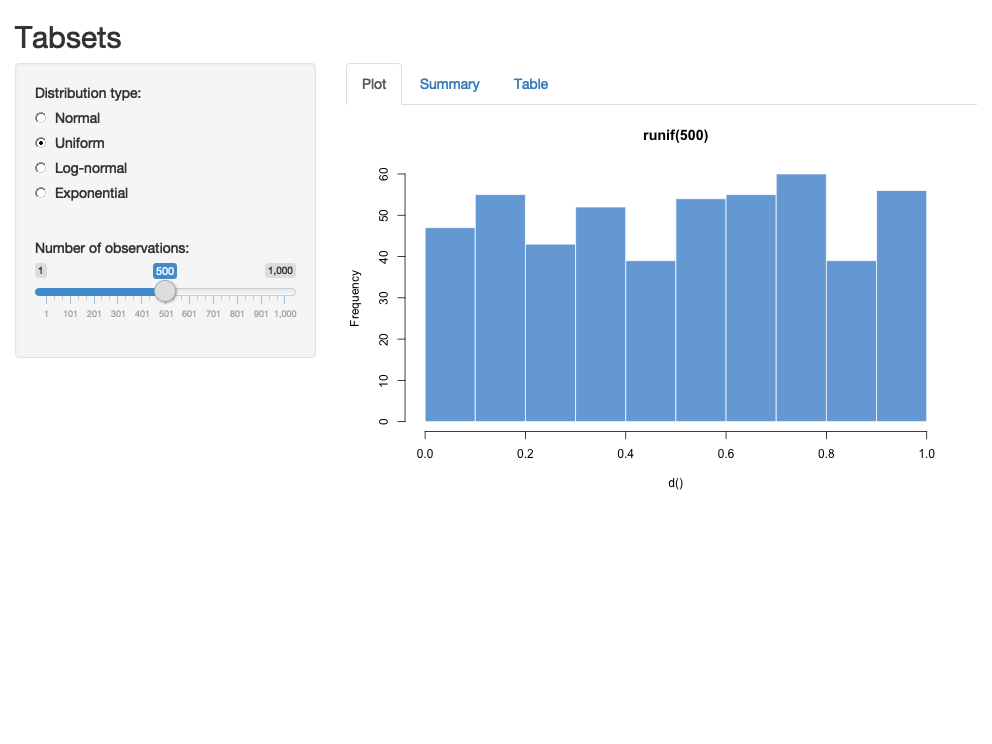 Tabsets
Distribution type:
Normal
Uniform
Log-normal
Exponential
Number of observations:
1 500 1,000
1 101 201 301 401 501 601 701 801 901 1,000
Plot Summary Table
runif(500)
Frequency
60
50
40
30
20
10
0
0.0 0.2 0.4 0.6 0.8 1.0
d()